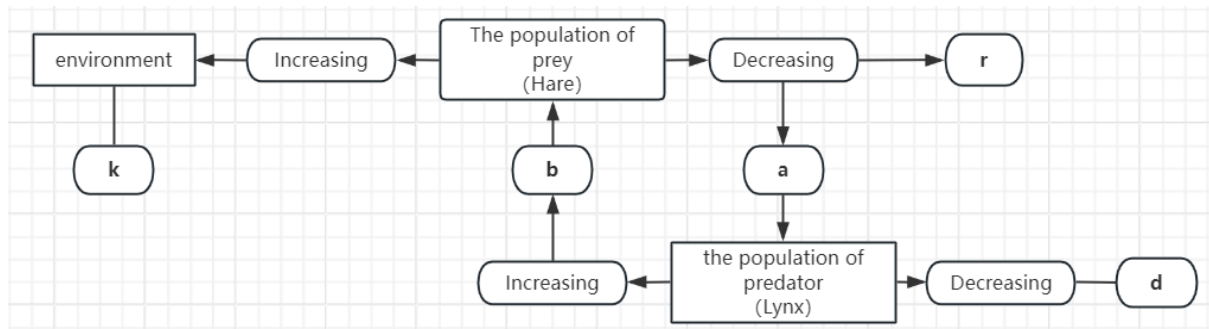 The population of
prey
(Hare)
environment
Increasing
Decreasing
r
k
b
a
the population of
predator
(Lynx)
Increasing
Decreasing
d